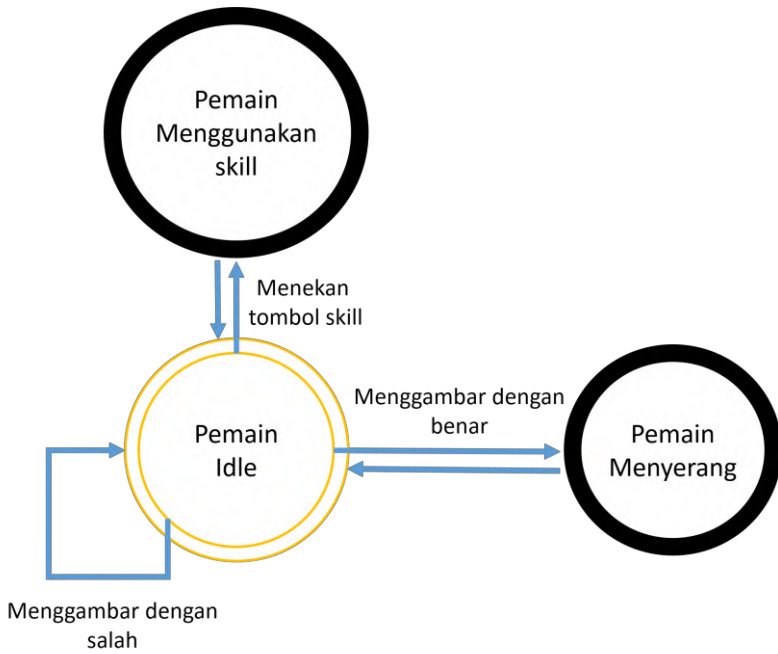 Pemain
Menggunakan
skill
Menekan
tombol skill
Menggambar dengan
benar
Pemain
Idle
Pemain
Menyerang
Menggambar dengan
salah